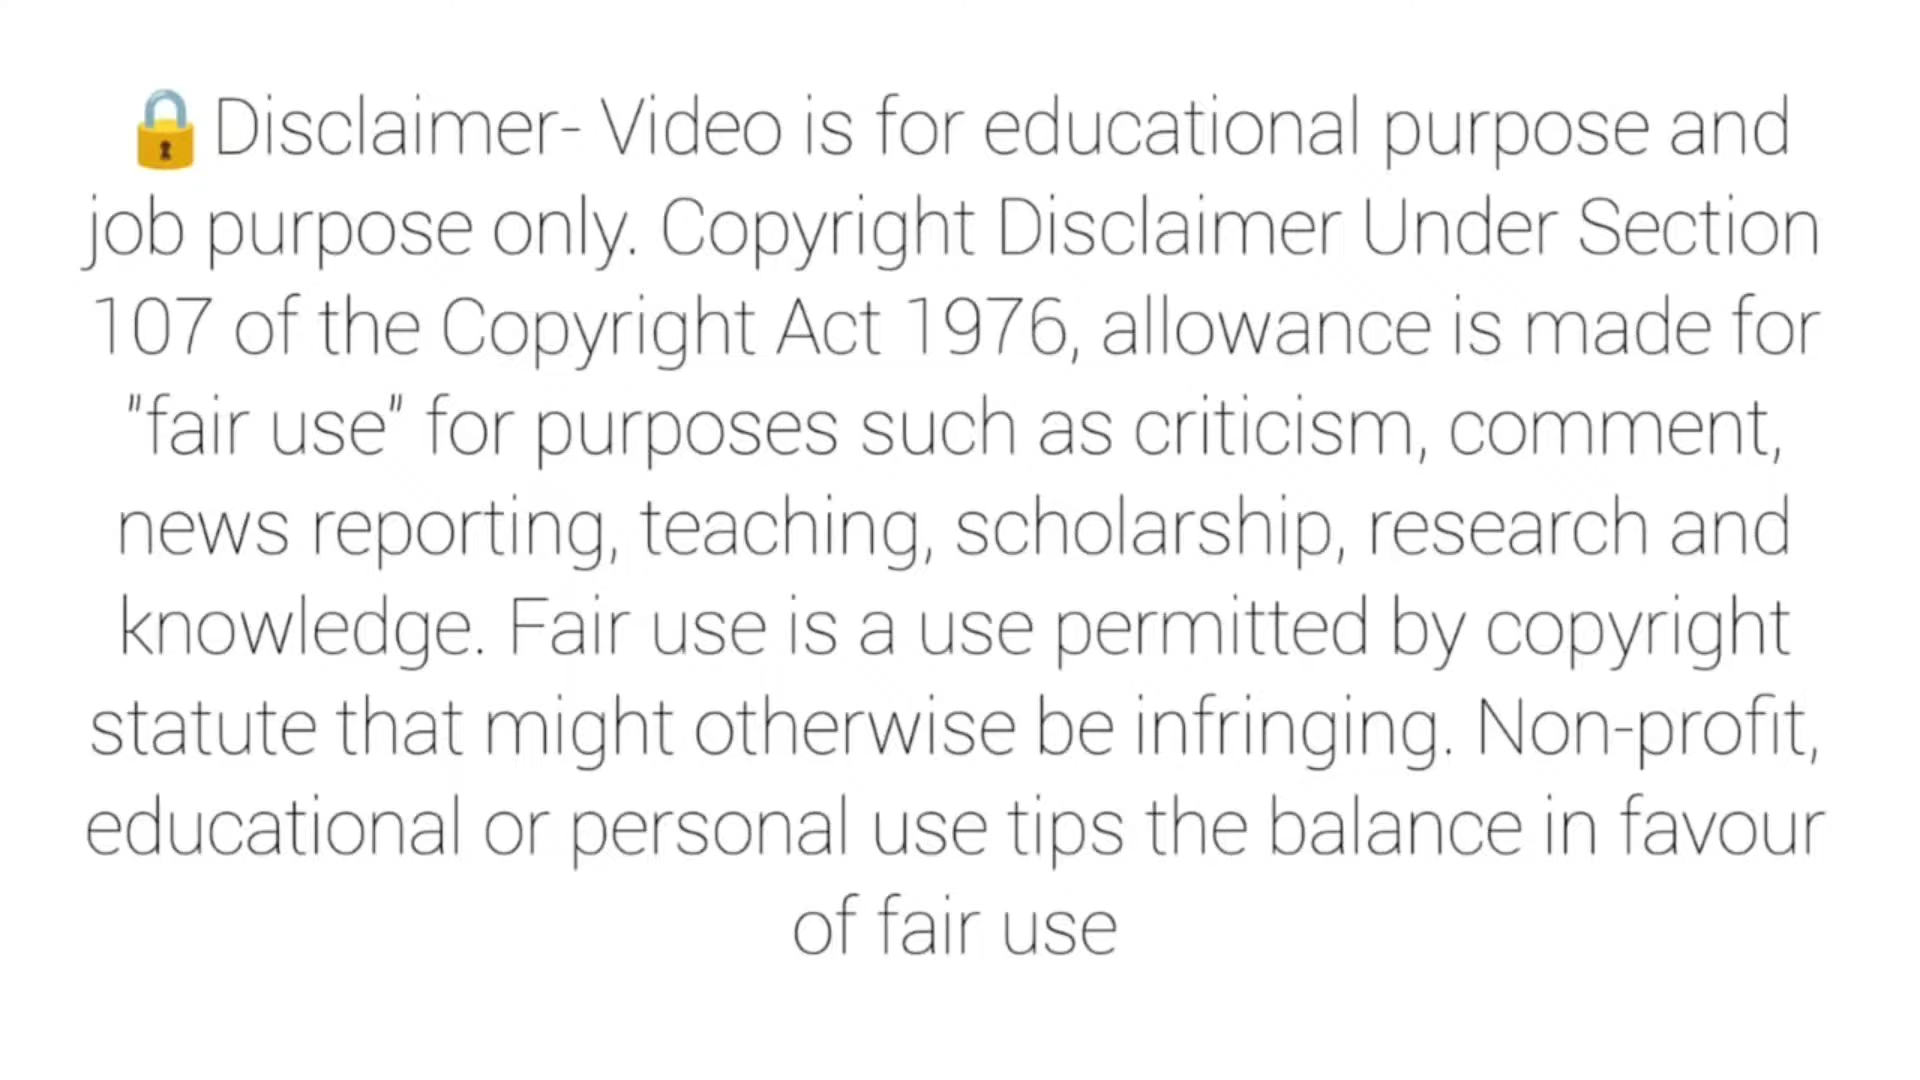 🔒Disclaimer- Video is for educational purpose and
job purpose only. Copyright Disclaimer Under Section
107 of the Copyright Act 1976, allowance is made for
"fair use" for purposes such as criticism, comment,
news reporting, teaching, scholarship, research and
knowledge. Fair use is a use permitted by copyright
statute that might otherwise be infringing. Non-profit,
educational or personal use tips the balance in favour
of fair use